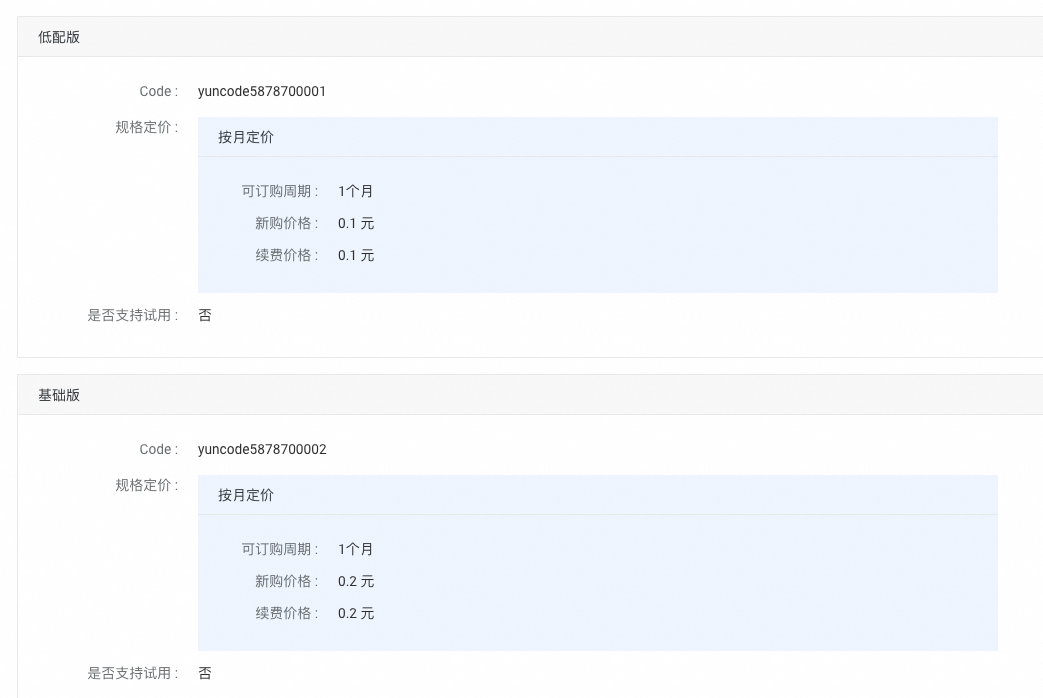 低配版
Code : yuncode5878700001
规格定价 :
按月定价
可订购周期 : 1个月
新购价格 : 0.1 元
续费价格 : 0.1 元
是否支持试用 : 否
基础版
Code : yuncode5878700002
规格定价 :
按月定价
可订购周期 : 1个月
新购价格 : 0.2 元
续费价格 : 0.2 元
是否支持试用 : 否